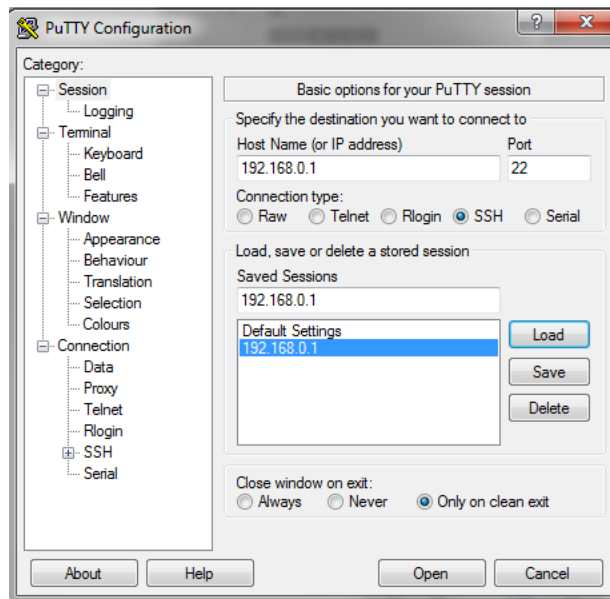 PuTTY Configuration
Category:
Session
Logging
Terminal
Keyboard
Bell
Features
Window
Appearance
Behaviour
Translation
Selection
Colours
Connection
Data
Proxy
Telnet
Rlogin
SSH
Serial
Basic options for your PuTTY session
Specify the destination you want to connect to
Host Name (or IP address) Port
192.168.0.1 22
Connection type:
Raw Telnet Rlogin SSH Serial
Load, save or delete a stored session
Saved Sessions
192.168.0.1
Default Settings
192.168.0.1
Load
Save
Delete
Close window on exit:
Always Never Only on clean exit
About Help Open Cancel